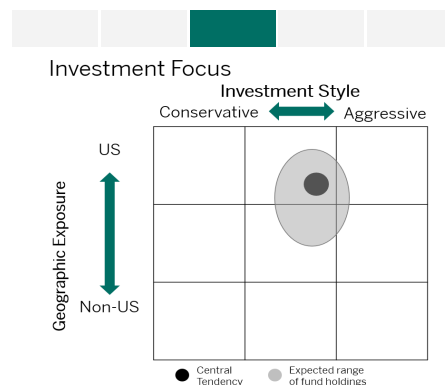 Investment Focus
Investment Style
Conservative
Aggressive
US
Geographic Exposure
Non-US
Central
Tendency
Expected range
of fund holdings